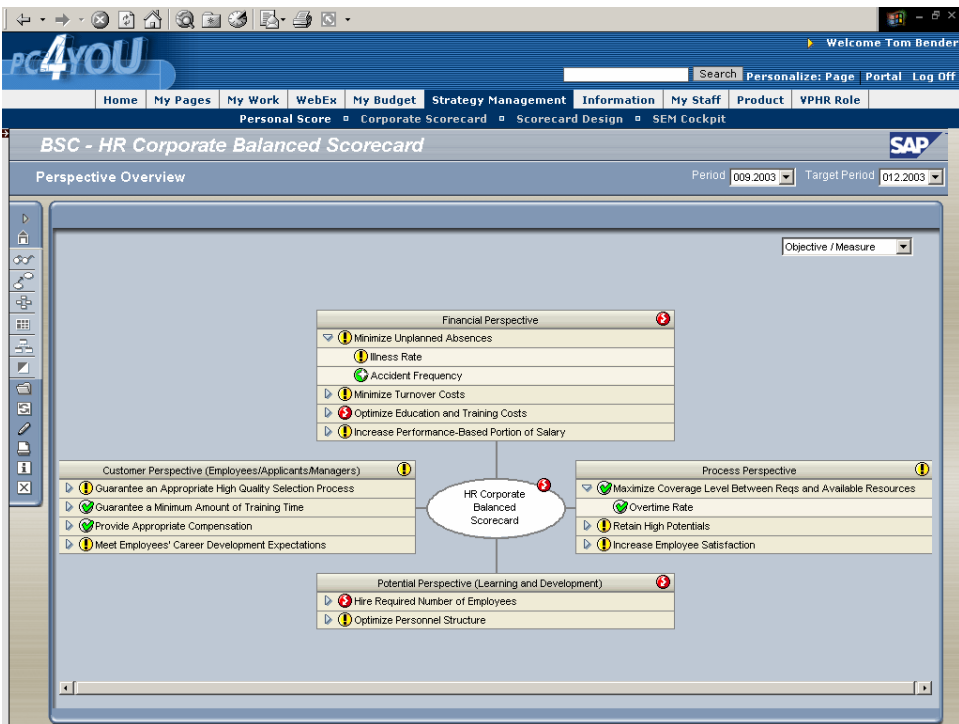 PC4YOU
Welcome Tom Bender
Search Personalize: Page Portal Log Off
Home My Pages My Work WebEx My Budget Strategy Management Information My Staff Product VPHR Role
Personal Score Corporate Scorecard Scorecard Design SEM Cockpit
BSC - HR Corporate Balanced Scorecard
SAP
Perspective Overview
Period 009.2003 Target Period 012.2003
Objective / Measure
Financial Perspective
Minimize Unplanned Absences
Illness Rate
Accident Frequency
Minimize Turnover Costs
Optimize Education and Training Costs
Increase Performance-Based Portion of Salary
Customer Perspective (Employees/Applicants/Managers)
Guarantee an Appropriate High Quality Selection Process
Guarantee a Minimum Amount of Training Time
Provide Appropriate Compensation
Meet Employees' Career Development Expectations
HR Corporate
Balanced
Scorecard
Process Perspective
Maximize Coverage Level Between Reqs and Available Resources
Overtime Rate
Retain High Potentials
Increase Employee Satisfaction
Potential Perspective (Learning and Development)
Hire Required Number of Employees
Optimize Personnel Structure